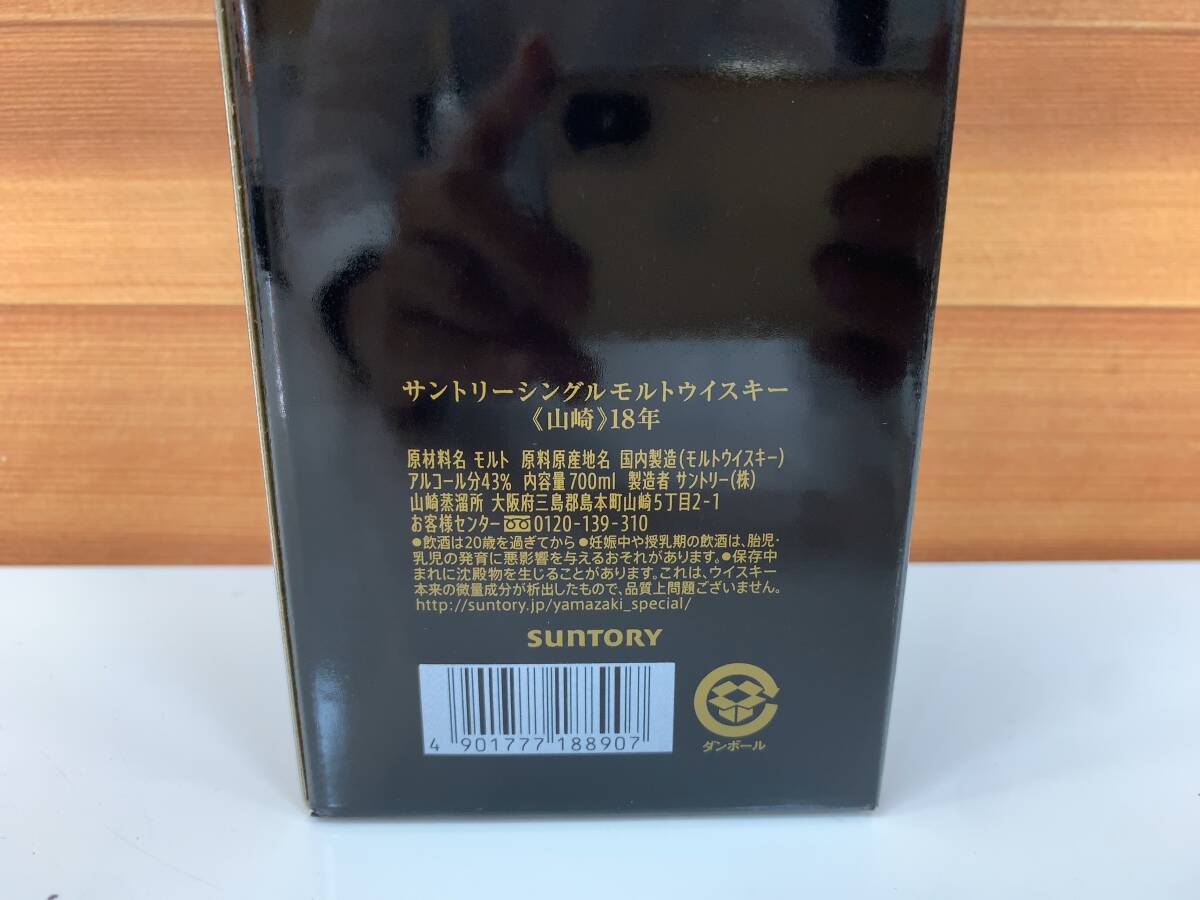 サントリーシングルモルトウイスキー
《山崎》18年
原材料名 モルト 原料原産地名 国内製造(モルトウイスキー)
アルコール分43% 内容量700ml 製造者 サントリー(株)
山崎蒸溜所 大阪府三島郡島本町山崎5丁目2-1
お客様センター 0120-139-310
●飲酒は20歳を過ぎてから ●妊娠中や授乳期の飲酒は、胎児・
乳児の発育に悪影響を与えるおそれがあります。●保存中
まれに沈殿物を生じることがあります。これは、ウイスキー
本来の微量成分が析出したもので、品質上問題ございません。
http://suntory.jp/yamazaki_special/
SUNTORY
4 901777 188907
ダンボール